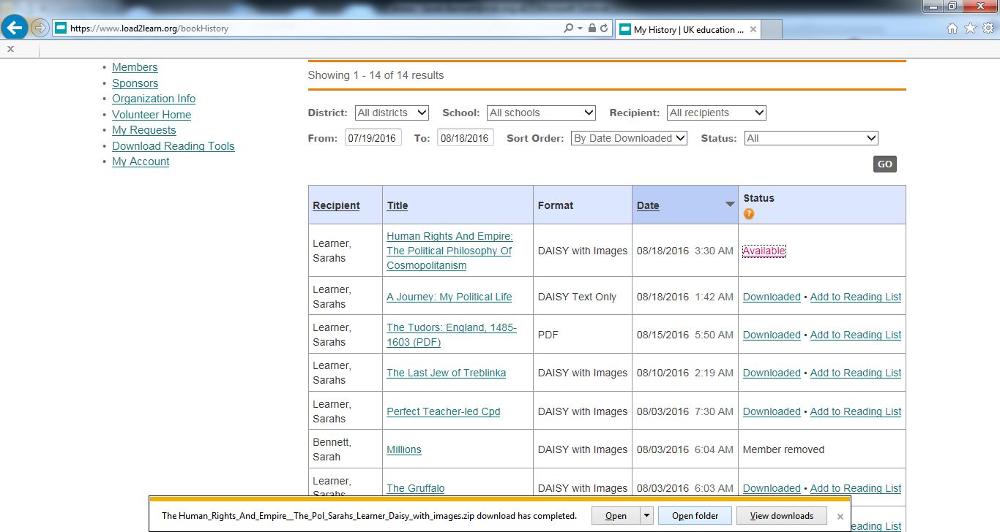 https://www.load2learn.org/bookHistory
My History | UK education ...
x
• Members
• Sponsors
• Organization Info
• Volunteer Home
• My Requests
• Download Reading Tools
• My Account
Showing 1 - 14 of 14 results
District: All districts School: All schools Recipient: All recipients
From: 07/19/2016 To: 08/18/2016 Sort Order: By Date Downloaded Status: All
GO
Recipient Title Format Date Status
?
Learner, Sarahs
Human Rights And Empire:
The Political Philosophy Of
Cosmopolitanism
DAISY with Images 08/18/2016 3:30 AM Available
Learner,
Sarahs
A Journey: My Political Life DAISY Text Only 08/18/2016 1:42 AM Downloaded • Add to Reading List
Learner,
Sarahs
The Tudors: England, 1485-
1603 (PDF)
PDF 08/15/2016 5:50 AM Downloaded • Add to Reading List
Learner,
Sarahs
The Last Jew of Treblinka DAISY with Images 08/10/2016 2:19 AM Downloaded • Add to Reading List
Learner,
Sarahs
Perfect Teacher-led Cpd DAISY with Images 08/03/2016 7:30 AM Downloaded • Add to Reading List
Bennett,
Sarah
Millions DAISY with Images 08/03/2016 6:04 AM Member removed
Learner,
Sarahs
The Gruffalo DAISY with Images 08/03/2016 6:03 AM Downloaded • Add to Reading List
ding List
The Human_Rights_And_Empire__The_Pol_Sarahs_Learner_Daisy_with_images.zip download has completed. Open Open folder View downloads